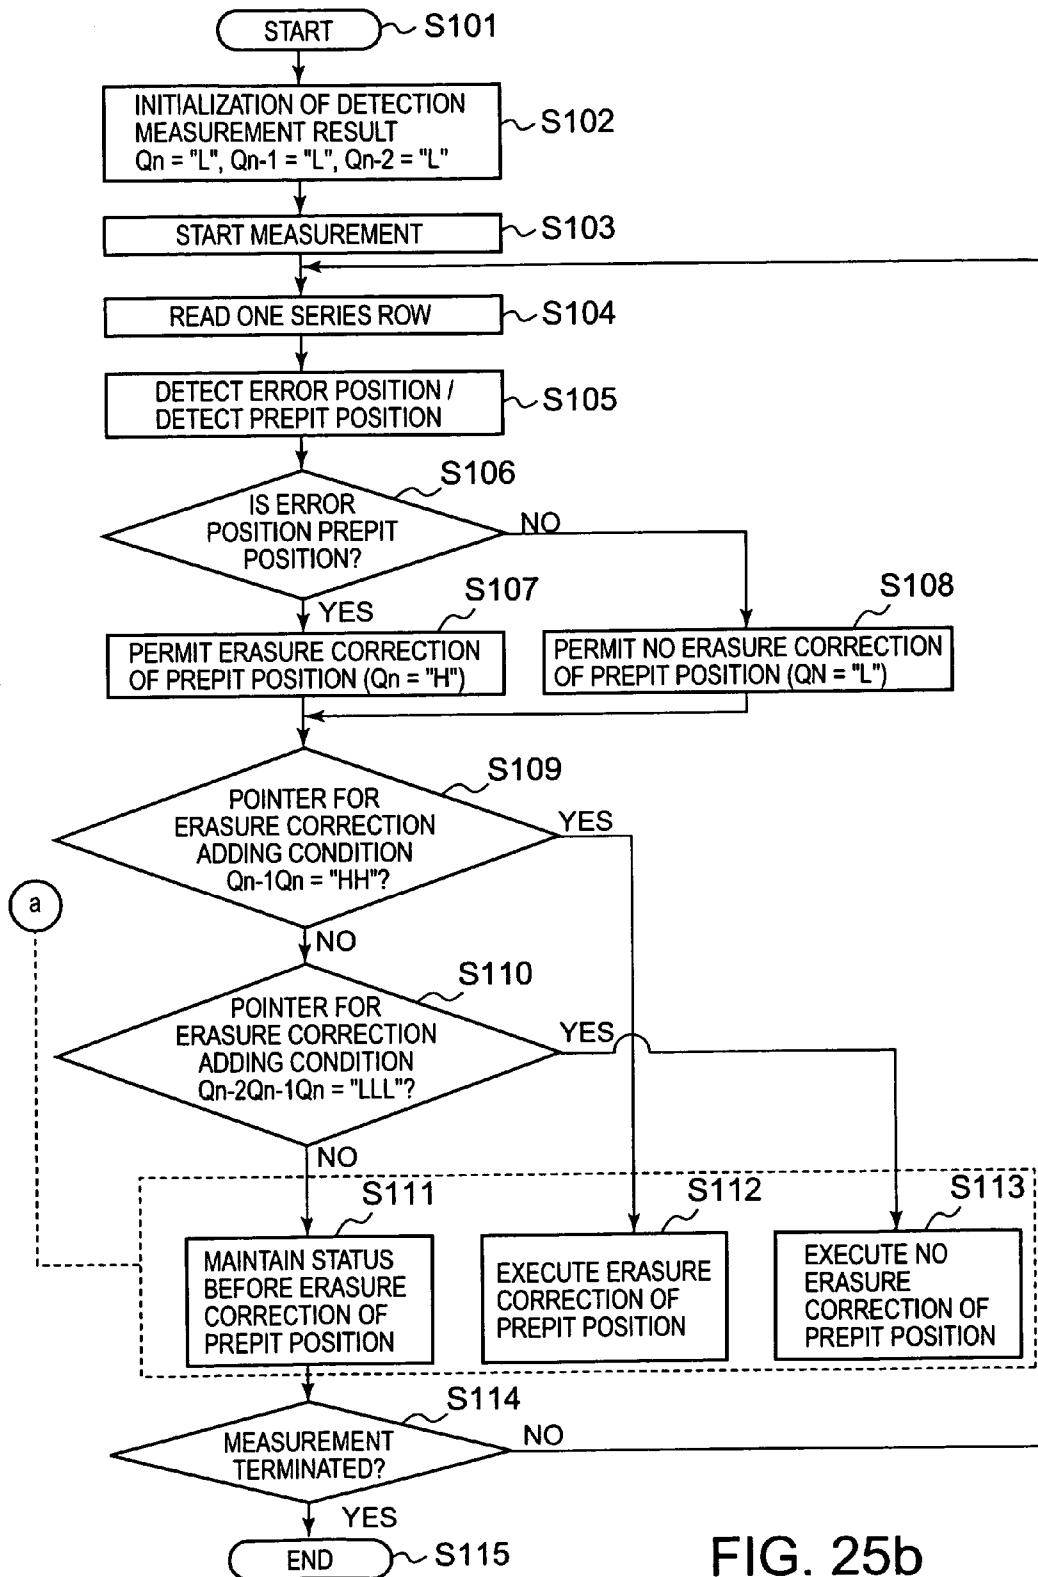 START
S101
INITIALIZATION OF DETECTION
MEASUREMENT RESULT
Qn = "L", Qn-1 = "L", Qn-2 = "L"
S102
START MEASUREMENT
S103
READ ONE SERIES ROW
S104
DETECT ERROR POSITION /
DETECT PREPIT POSITION
S105
S106
IS ERROR
POSITION PREPIT
POSITION?
NO
YES
S107
PERMIT ERASURE CORRECTION
OF PREPIT POSITION (Qn = "H")
S108
PERMIT NO ERASURE CORRECTION
OF PREPIT POSITION (QN = "L")
S109
POINTER FOR
ERASURE CORRECTION
ADDING CONDITION
Qn-1Qn = "HH"?
YES
NO
a
S110
POINTER FOR
ERASURE CORRECTION
ADDING CONDITION
Qn-2Qn-1Qn = "LLL"?
YES
NO
S111
MAINTAIN STATUS
BEFORE ERASURE
CORRECTION OF
PREPIT POSITION
S112
EXECUTE ERASURE
CORRECTION OF
PREPIT POSITION
S113
EXECUTE NO
ERASURE
CORRECTION OF
PREPIT POSITION
S114
MEASUREMENT
TERMINATED?
NO
YES
END
S115
FIG. 25b